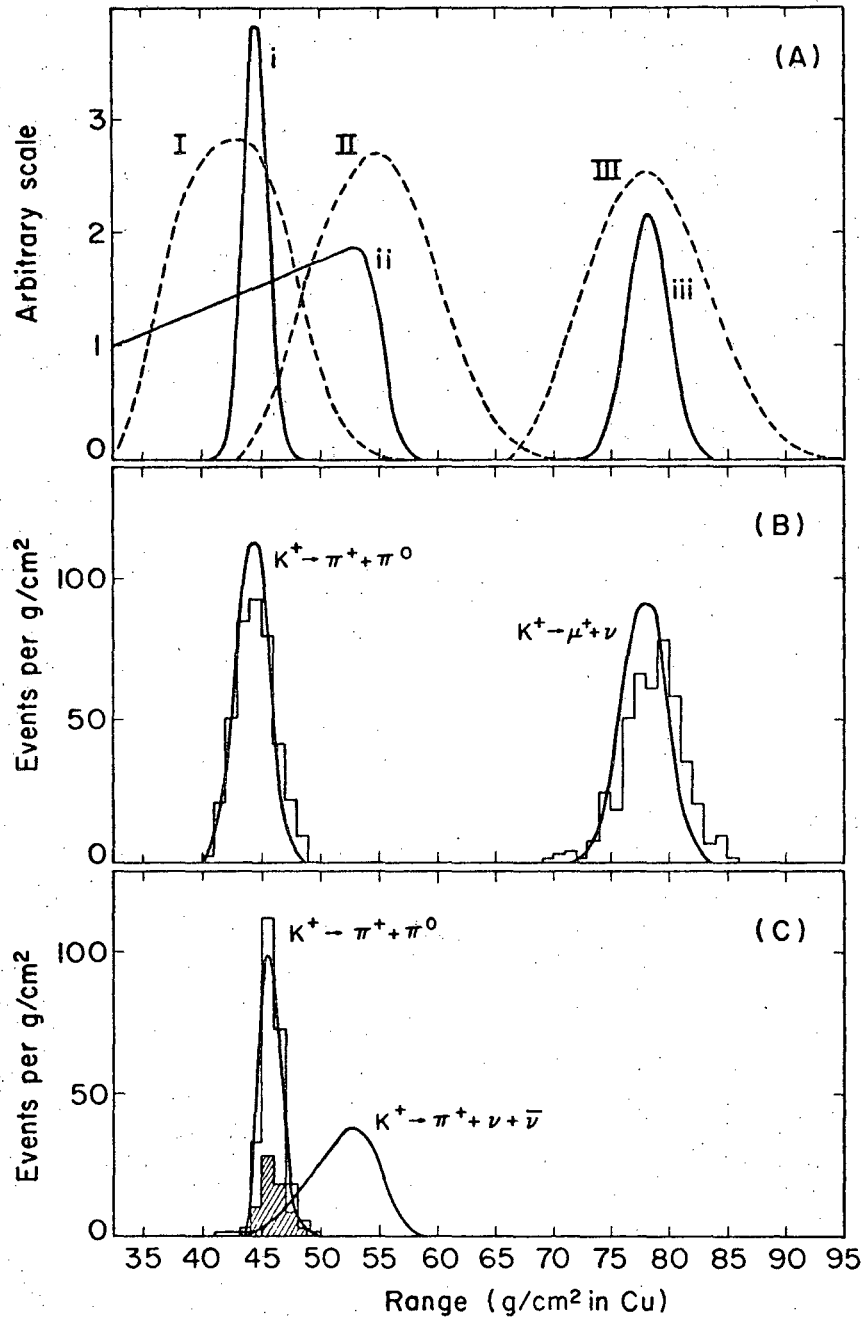 (A)
Arbitrary scale
3
2
1
0
I
i
II
ii
III
iii
(B)
Events per g/cm²
100
50
0
K⁺→π⁺+π⁰
K⁺→μ⁺+ν
(C)
Events per g/cm²
100
50
0
K⁺→π⁺+π⁰
K⁺→π⁺+ν+ν̅
35 40 45 50 55 60 65 70 75 80 85 90 95
Range (g/cm² in Cu)